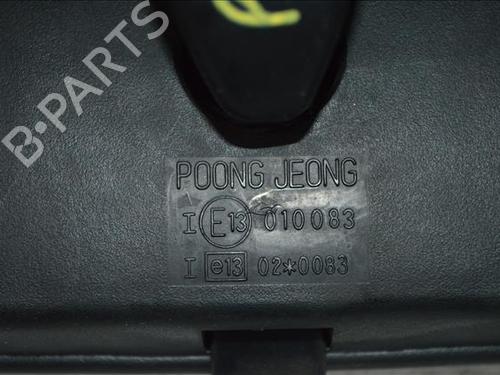 B-PARTS
POONG JEONG
I E13 010083
I e13 02*0083